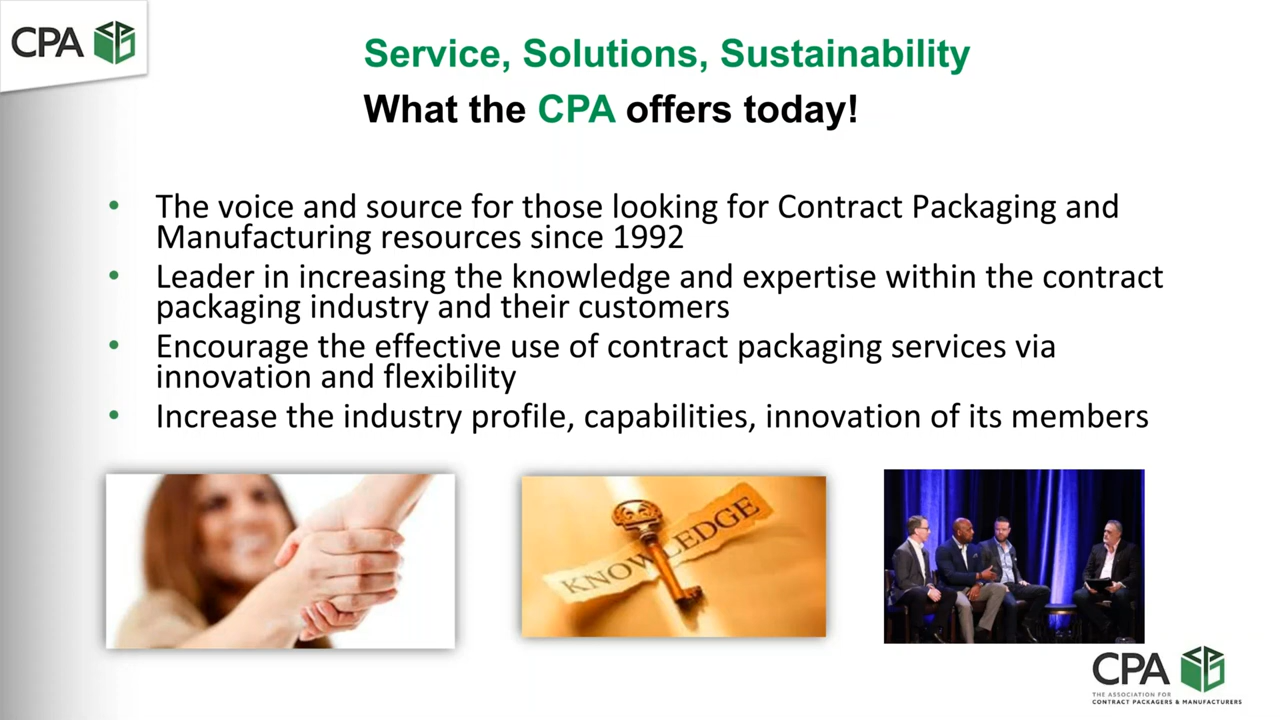 CPA
Service, Solutions, Sustainability
What the CPA offers today!
• The voice and source for those looking for Contract Packaging and
Manufacturing resources since 1992
• Leader in increasing the knowledge and expertise within the contract
packaging industry and their customers
• Encourage the effective use of contract packaging services via
innovation and flexibility
• Increase the industry profile, capabilities, innovation of its members
KNOWLEDGE
CPA
THE ASSOCIATION FOR
CONTRACT PACKAGERS & MANUFACTURERS